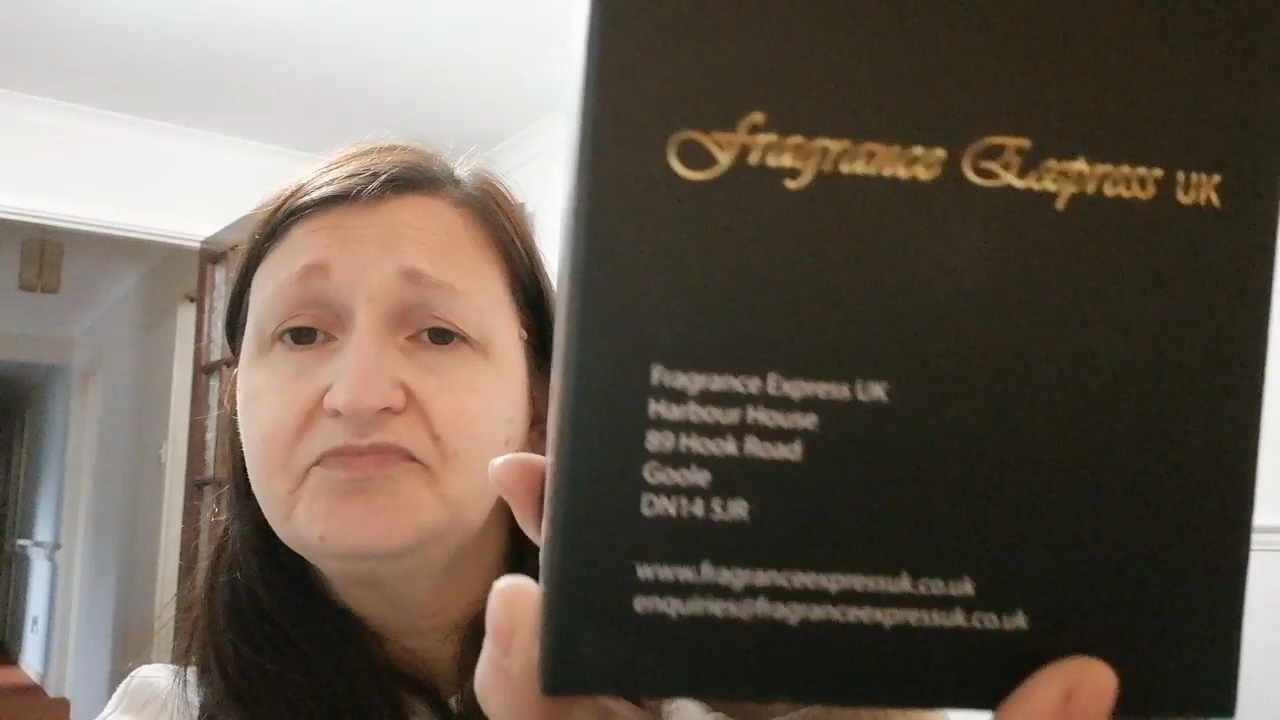 Fragrance Express UK
Fragrance Express UK
Harbour House
89 Hook Road
Goole
DN14 5JR
www.fragranceexpressuk.co.uk
enquiries@fragranceexpressuk.co.uk